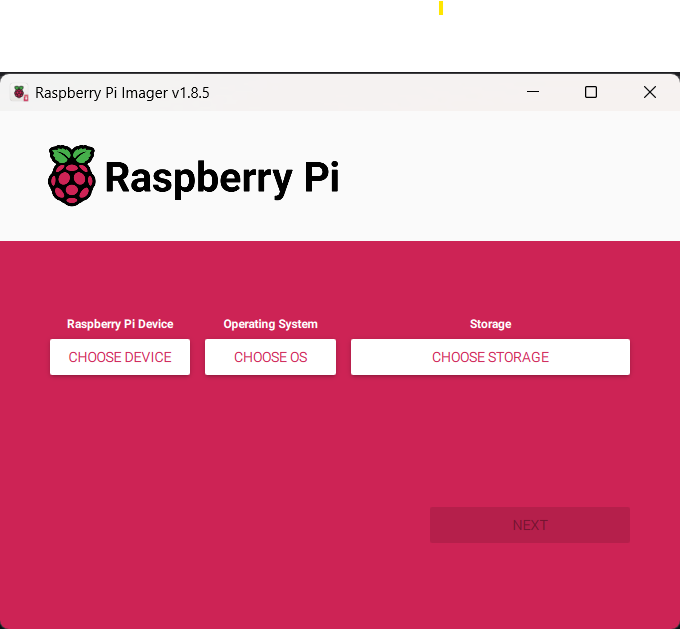 Raspberry Pi Imager v1.8.5
Raspberry Pi
Raspberry Pi Device
Operating System
Storage
CHOOSE DEVICE
CHOOSE OS
CHOOSE STORAGE
NEXT